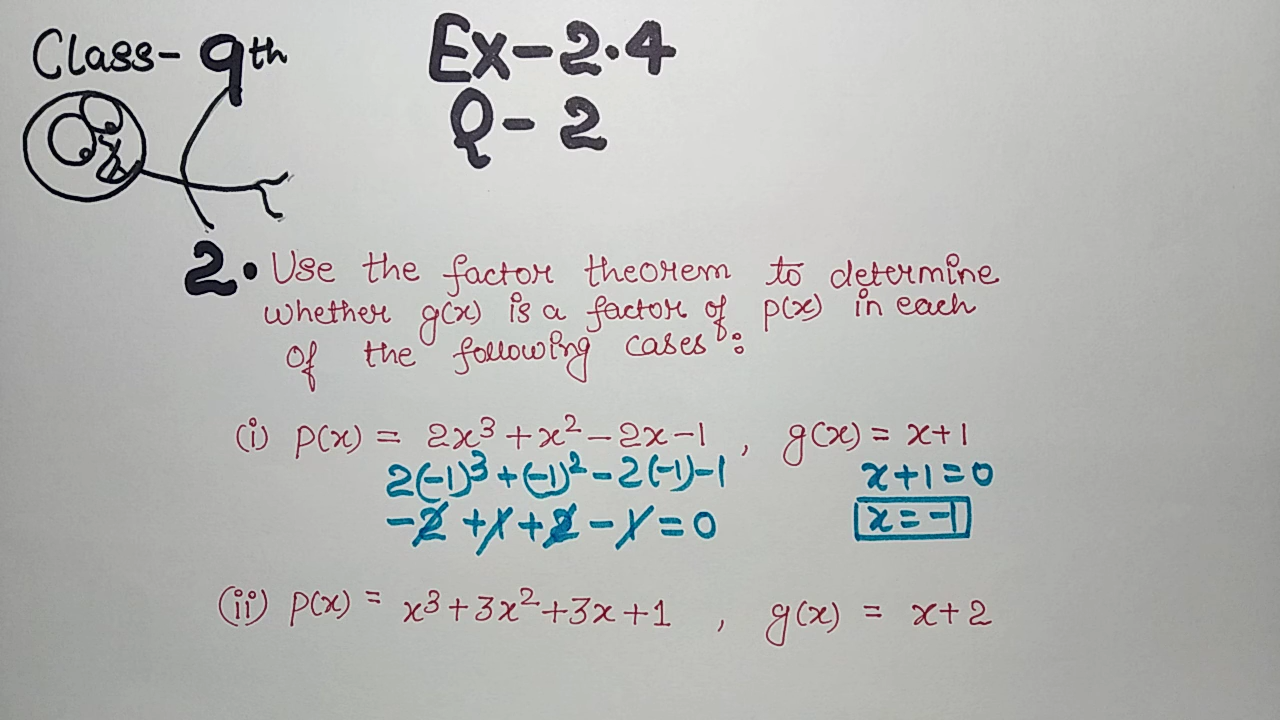 Class- 9th
Ex-2.4
Q- 2
2. Use the factor theorem to determine
whether g(x) is a factor of p(x) in each
of the following cases:
(i) p(x) = 2x³+x²-2x-1 , g(x) = x+1
2(-1)³+(-1)²-2(-1)-1 x+1=0
-2+1+2-1=0 x=-1
(ii) p(x) = x³+3x²+3x+1 , g(x) = x+2